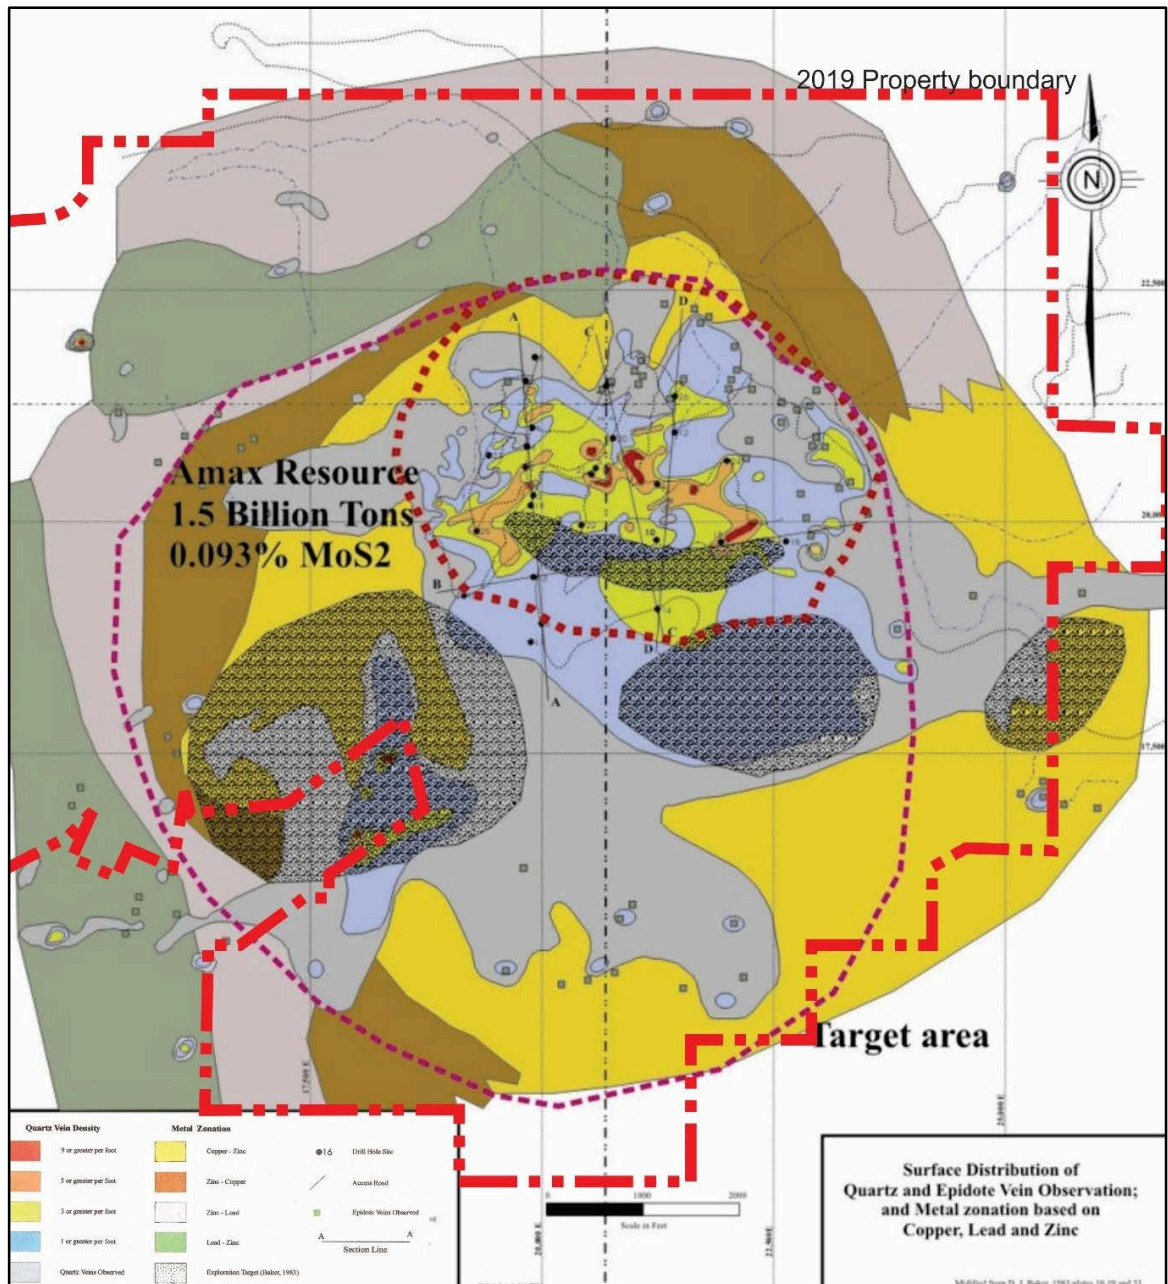 2019 Property boundary
N
22,500
D
A
C
Amax Resource
1.5 Billion Tons
0.093% MoS2
20,000
22
10
B
C
D
A
17,500
Target area
17,500 E
25,000 E
20,000 E
22,500 E
Quartz Vein Density
9 or greater per foot
5 or greater per foot
3 or greater per foot
1 or greater per foot
Quartz Veins Observed
Metal Zonation
Copper - Zinc
Zinc - Copper
Zinc - Lead
Lead - Zinc
Exploration Target (Baker, 1983)
16 Drill Hole Site
Access Road
Epidote Veins Observed
A A'
Section Line
0 1000 2000
Scale in Feet
Surface Distribution of
Quartz and Epidote Vein Observation;
and Metal zonation based on
Copper, Lead and Zinc